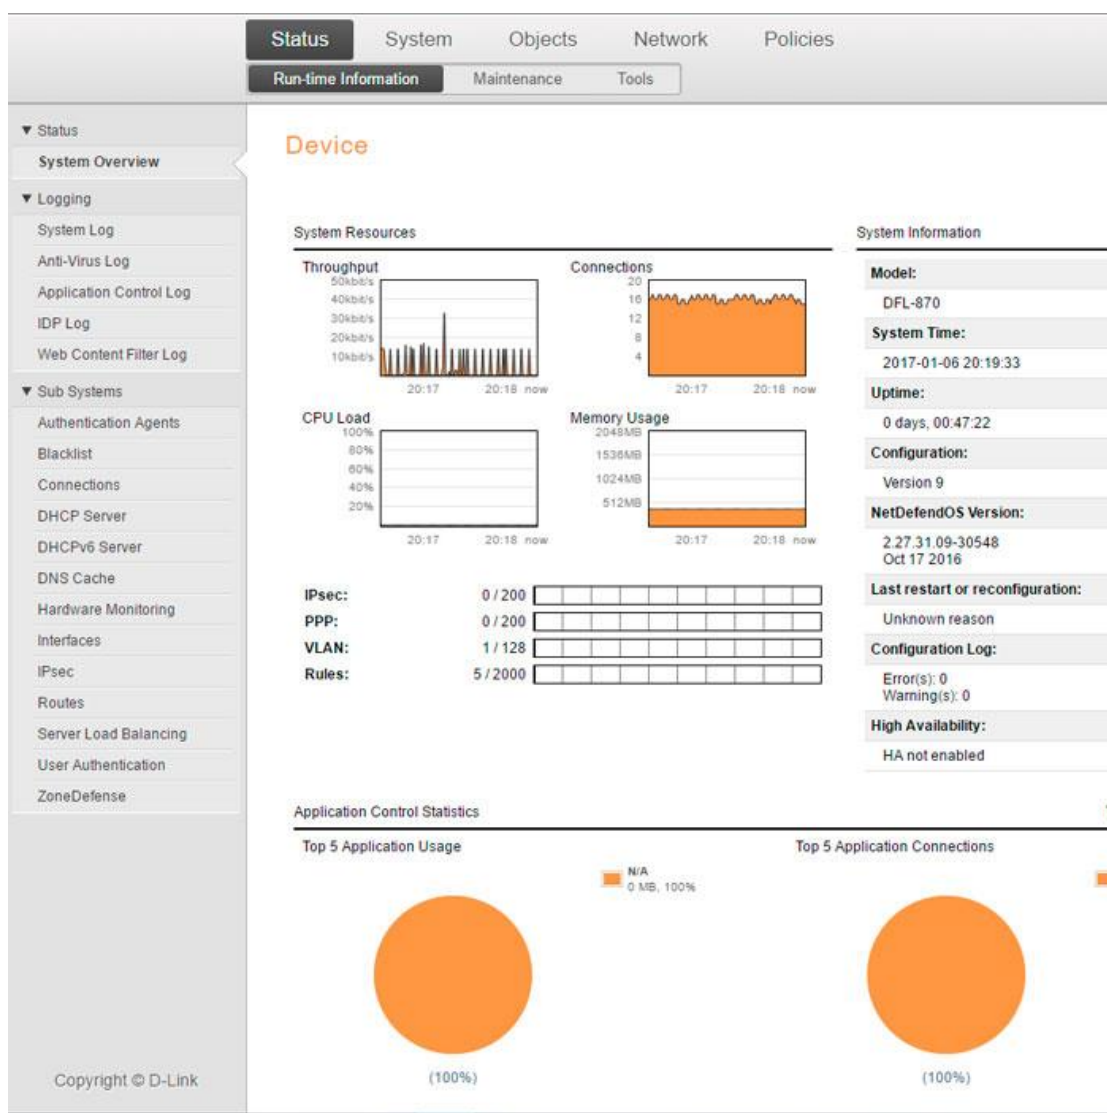 Status System Objects Network Policies
Run-time Information Maintenance Tools
Status
System Overview
Logging
System Log
Anti-Virus Log
Application Control Log
IDP Log
Web Content Filter Log
Sub Systems
Authentication Agents
Blacklist
Connections
DHCP Server
DHCPv6 Server
DNS Cache
Hardware Monitoring
Interfaces
IPsec
Routes
Server Load Balancing
User Authentication
ZoneDefense
Copyright © D-Link
Device
System Resources
Throughput
50kbit/s
40kbit/s
30kbit/s
20kbit/s
10kbit/s
20:17 20:18 now
Connections
20
16
12
8
4
20:17 20:18 now
CPU Load
100%
80%
60%
40%
20%
20:17 20:18 now
Memory Usage
2048MB
1536MB
1024MB
512MB
20:17 20:18 now
IPsec: 0 / 200
PPP: 0 / 200
VLAN: 1 / 128
Rules: 5 / 2000
System Information
Model:
DFL-870
System Time:
2017-01-06 20:19:33
Uptime:
0 days, 00:47:22
Configuration:
Version 9
NetDefendOS Version:
2.27.31.09-30548
Oct 17 2016
Last restart or reconfiguration:
Unknown reason
Configuration Log:
Error(s): 0
Warning(s): 0
High Availability:
HA not enabled
Application Control Statistics
Top 5 Application Usage
N/A
0 MB, 100%
(100%)
Top 5 Application Connections
(100%)